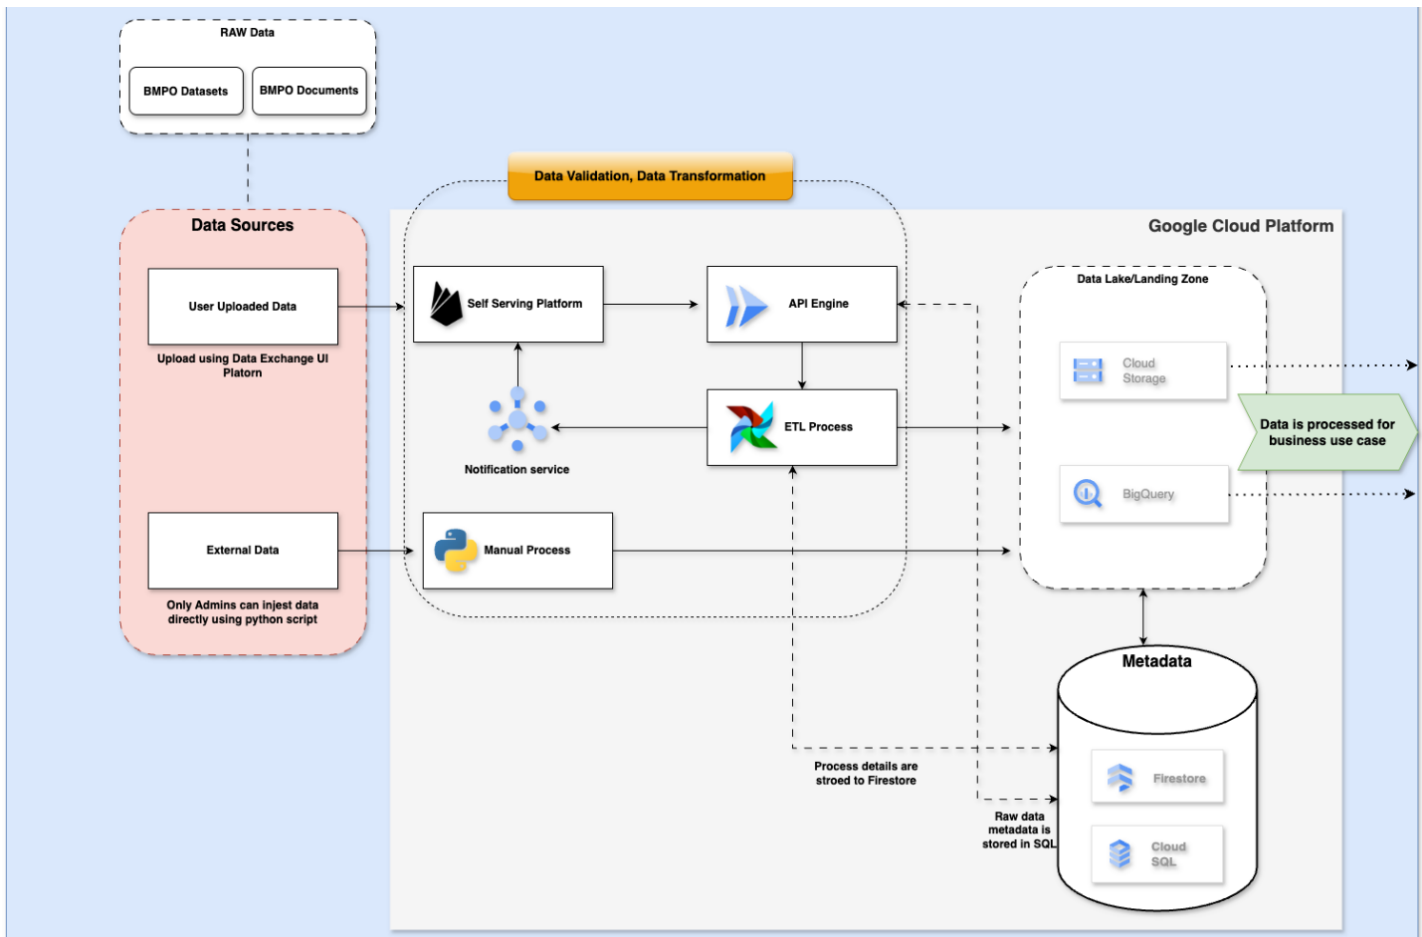 RAW Data
BMPO Datasets
BMPO Documents
Data Validation, Data Transformation
Data Sources
Google Cloud Platform
User Uploaded Data
Upload using Data Exchange UI
Platorn
Self Serving Platform
API Engine
Data Lake/Landing Zone
Cloud
Storage
Data is processed for
business use case
ETL Process
Notification service
BigQuery
External Data
Only Admins can injest data
directly using python script
Manual Process
Metadata
Process details are
stroed to Firestore
Firestore
Raw data
metadata is
stored in SQL
Cloud
SQL